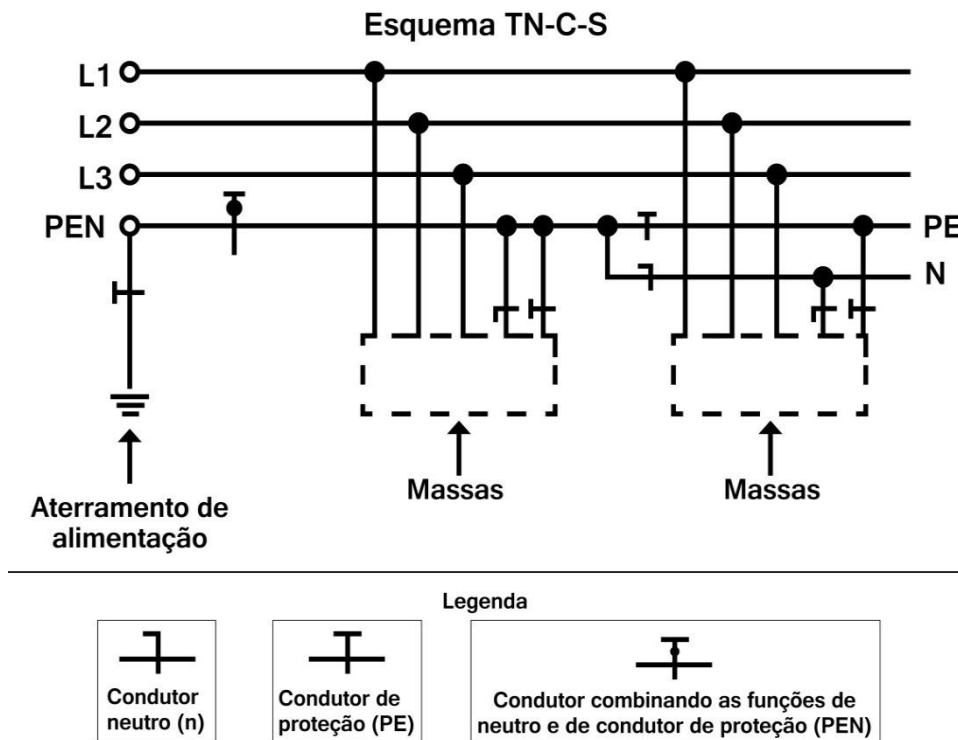 Esquema TN-C-S
L1
L2
L3
PEN
PE
N
Massas
Massas
Aterramento de
alimentação
Legenda
Condutor
neutro (n)
Condutor de
proteção (PE)
Condutor combinando as funções de
neutro e de condutor de proteção (PEN)